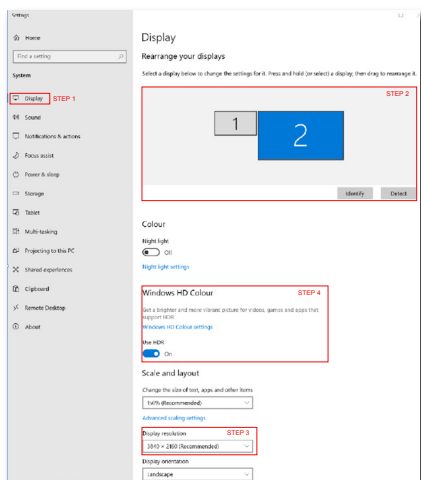 Settings
Home
Find a setting
System
Display STEP 1
Sound
Notifications & actions
Focus assist
Power & sleep
Storage
Tablet
Multi-tasking
Projecting to this PC
Shared experiences
Clipboard
Remote Desktop
About
Display
Rearrange your displays
Select a display below to change the settings for it. Press and hold (or select) a display, then drag to rearrange it.
STEP 2
1
2
Identify Detect
Colour
Night light
Off
Night light settings
Windows HD Colour STEP 4
Get a brighter and more vibrant picture for videos, games and apps that
support HDR.
Windows HD Colour settings
Use HDR
On
Scale and layout
Change the size of text, apps and other items
150% (Recommended)
Advanced scaling settings
Display resolution STEP 3
3840 × 2160 (Recommended)
Display orientation
Landscape